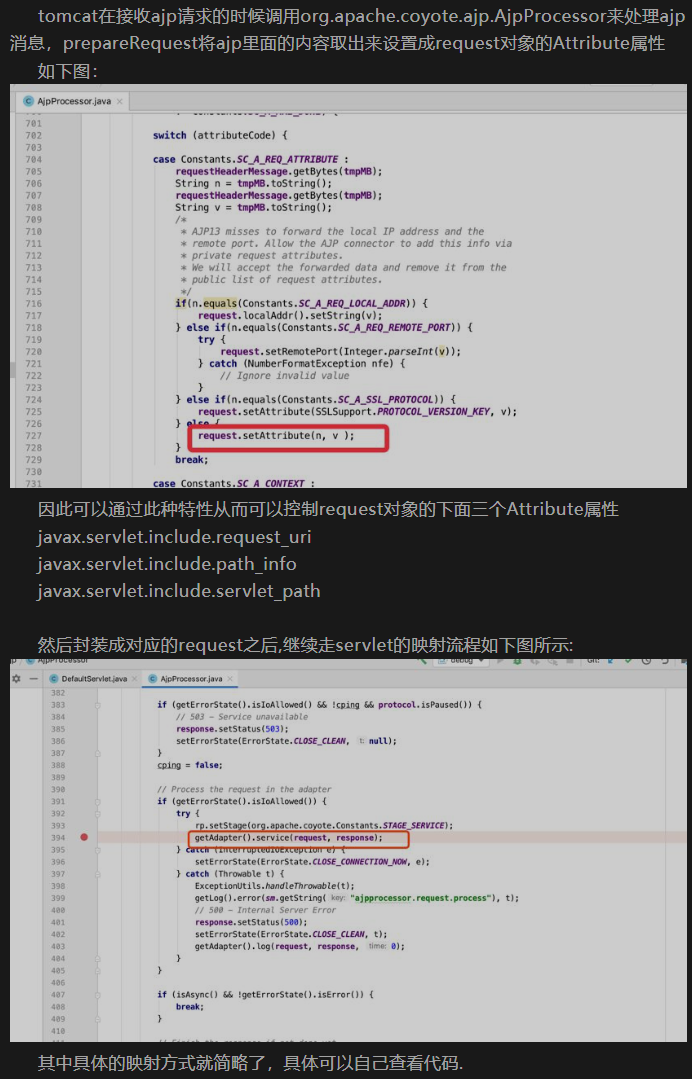 tomcat在接收ajp请求的时候调用org.apache.coyote.ajp.AjpProcessor来处理ajp
消息，prepareRequest将ajp里面的内容取出来设置成request对象的Attribute属性
如下图：
AjpProcessor.java ×
701
702 switch (attributeCode) {
703
704 case Constants.SC_A_REQ_ATTRIBUTE :
705 requestHeaderMessage.getBytes(tmpMB);
706 String n = tmpMB.toString();
707 requestHeaderMessage.getBytes(tmpMB);
708 String v = tmpMB.toString();
709 /*
710 * AJP13 misses to forward the local IP address and the
711 * remote port. Allow the AJP connector to add this info via
712 * private request attributes.
713 * We will accept the forwarded data and remove it from the
714 * public list of request attributes.
715 */
716 if(n.equals(Constants.SC_A_REQ_LOCAL_ADDR)) {
717 request.localAddr().setString(v);
718 } else if(n.equals(Constants.SC_A_REQ_REMOTE_PORT)) {
719 try {
720 request.setRemotePort(Integer.parseInt(v));
721 } catch (NumberFormatException nfe) {
722 // Ignore invalid value
723 }
724 } else if(n.equals(Constants.SC_A_SSL_PROTOCOL)) {
725 request.setAttribute(SSLSupport.PROTOCOL_VERSION_KEY, v);
726 } else {
727 request.setAttribute(n, v );
728 }
729 break;
730
731 case Constants.SC_A_CONTEXT :
因此可以通过此种特性从而可以控制request对象的下面三个Attribute属性
javax.servlet.include.request_uri
javax.servlet.include.path_info
javax.servlet.include.servlet_path
然后封装成对应的request之后,继续走servlet的映射流程如下图所示:
AjpProcessor debug Git:
DefaultServlet.java × AjpProcessor.java ×
382
383 if (getErrorState().isIoAllowed() && !cping && protocol.isPaused()) {
384 // 503 - Service unavailable
385 response.setStatus(503);
386 setErrorState(ErrorState.CLOSE_CLEAN, t: null);
387 }
388 cping = false;
389
390 // Process the request in the adapter
391 if (getErrorState().isIoAllowed()) {
392 try {
393 rp.setStage(org.apache.coyote.Constants.STAGE_SERVICE);
394 getAdapter().service(request, response);
395 } catch (InterruptedIOException e) {
396 setErrorState(ErrorState.CLOSE_CONNECTION_NOW, e);
397 } catch (Throwable t) {
398 ExceptionUtils.handleThrowable(t);
399 getLog().error(sm.getString( key: "ajpprocessor.request.process"), t);
400 // 500 - Internal Server Error
401 response.setStatus(500);
402 setErrorState(ErrorState.CLOSE_CLEAN, t);
403 getAdapter().log(request, response, time: 0);
404 }
405 }
406
407 if (isAsync() && !getErrorState().isError()) {
408 break;
409 }
410
其中具体的映射方式就简略了，具体可以自己查看代码.